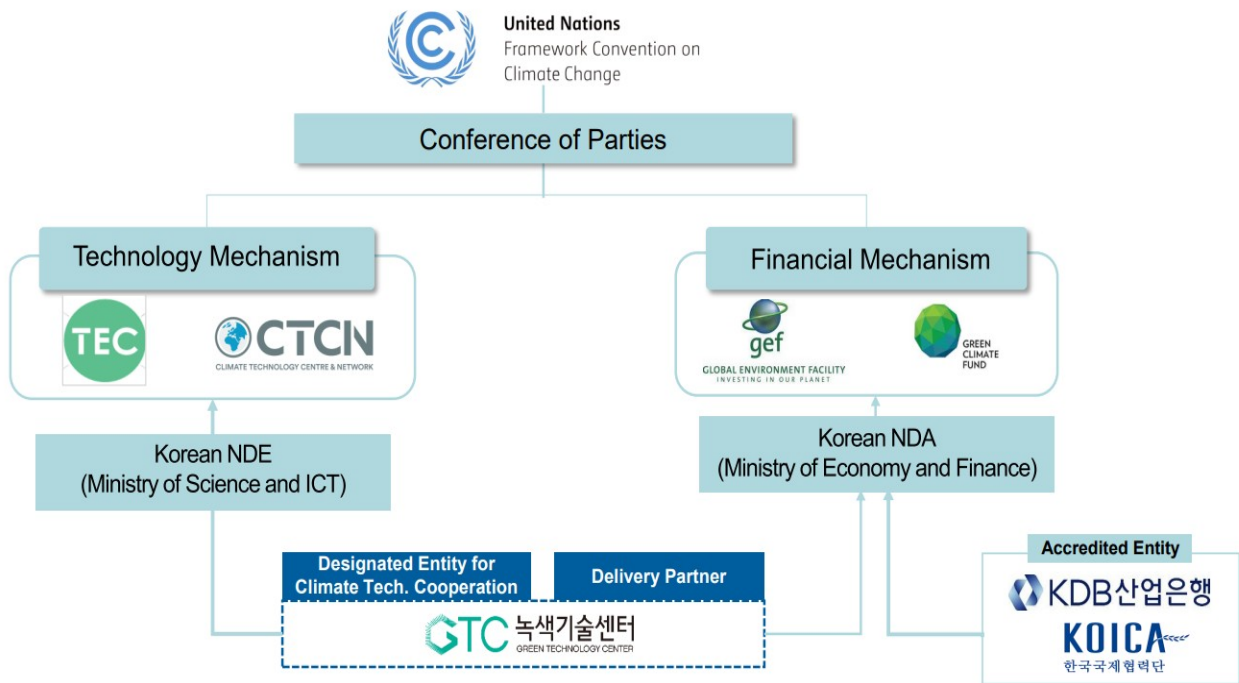 United Nations
Framework Convention on
Climate Change
Conference of Parties
Technology Mechanism
Financial Mechanism
TEC
CTCN
CLIMATE TECHNOLOGY CENTRE & NETWORK
gef
GLOBAL ENVIRONMENT FACILITY
INVESTING IN OUR PLANET
GREEN
CLIMATE
FUND
Korean NDE
(Ministry of Science and ICT)
Korean NDA
(Ministry of Economy and Finance)
Designated Entity for
Climate Tech. Cooperation
Delivery Partner
GTC 녹색기술센터
GREEN TECHNOLOGY CENTER
Accredited Entity
KDB산업은행
KOICA
한국국제협력단